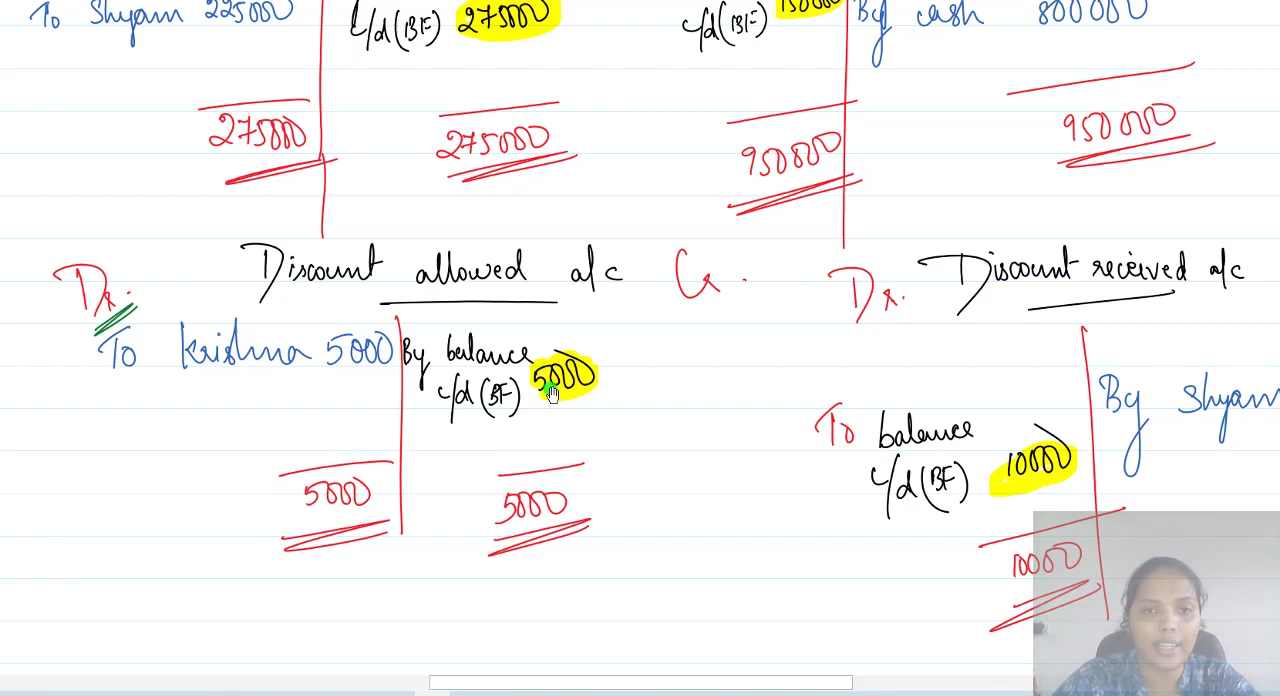 To Shyam 225000
c/d (BF) 275000
c/d (BF) 150000
By cash 800000
275000
275000
950000
950000
Dr. Discount allowed a/c Cr.
To krishna 5000
By balance
c/d (BF) 5000
5000
5000
Dr. Discount received a/c
By Shyam
To balance
c/d (BF) 10000
10000